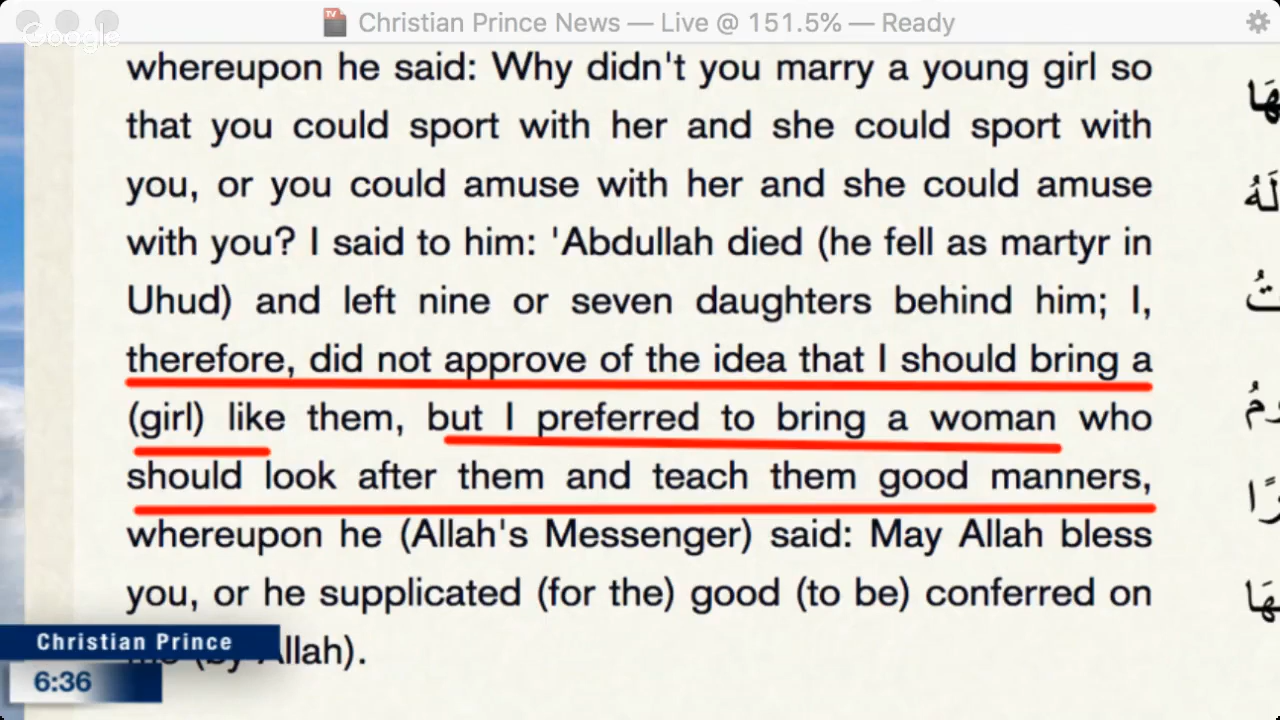 Christian Prince News — Live @ 151.5% — Ready
Google
whereupon he said: Why didn't you marry a young girl so
that you could sport with her and she could sport with
you, or you could amuse with her and she could amuse
with you? I said to him: 'Abdullah died (he fell as martyr in
Uhud) and left nine or seven daughters behind him; I,
therefore, did not approve of the idea that I should bring a
(girl) like them, but I preferred to bring a woman who
should look after them and teach them good manners,
whereupon he (Allah's Messenger) said: May Allah bless
you, or he supplicated (for the) good (to be) conferred on
me (by Allah).
Christian Prince
6:36